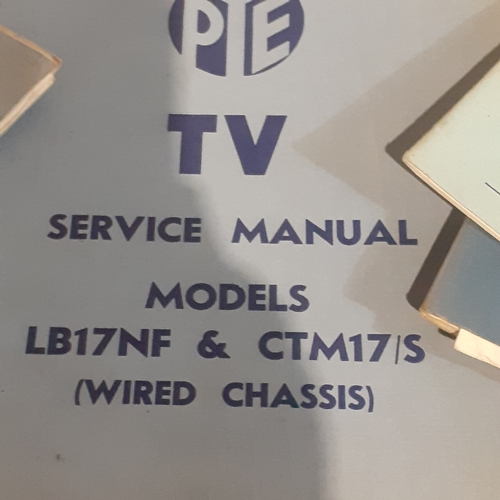 PYE
TV
SERVICE MANUAL
MODELS
LB17NF & CTM17/S
(WIRED CHASSIS)